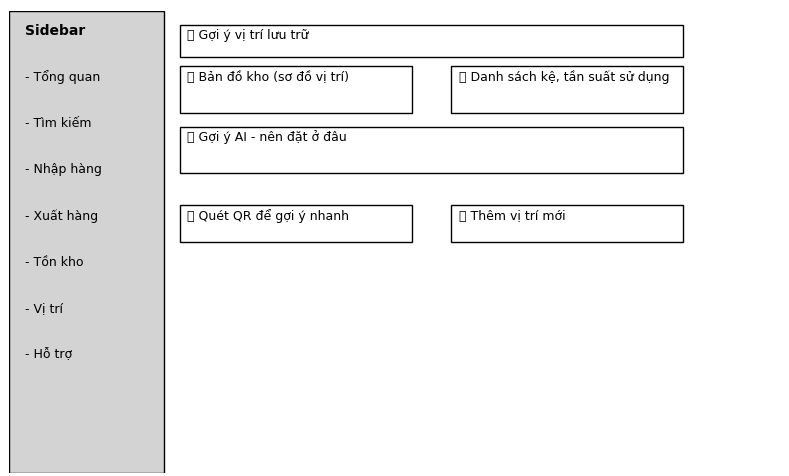 Sidebar
- Tổng quan
- Tìm kiếm
- Nhập hàng
- Xuất hàng
- Tồn kho
- Vị trí
- Hỗ trợ
Gợi ý vị trí lưu trữ
Bản đồ kho (sơ đồ vị trí)
Danh sách kệ, tần suất sử dụng
Gợi ý AI - nên đặt ở đâu
Quét QR để gợi ý nhanh
Thêm vị trí mới